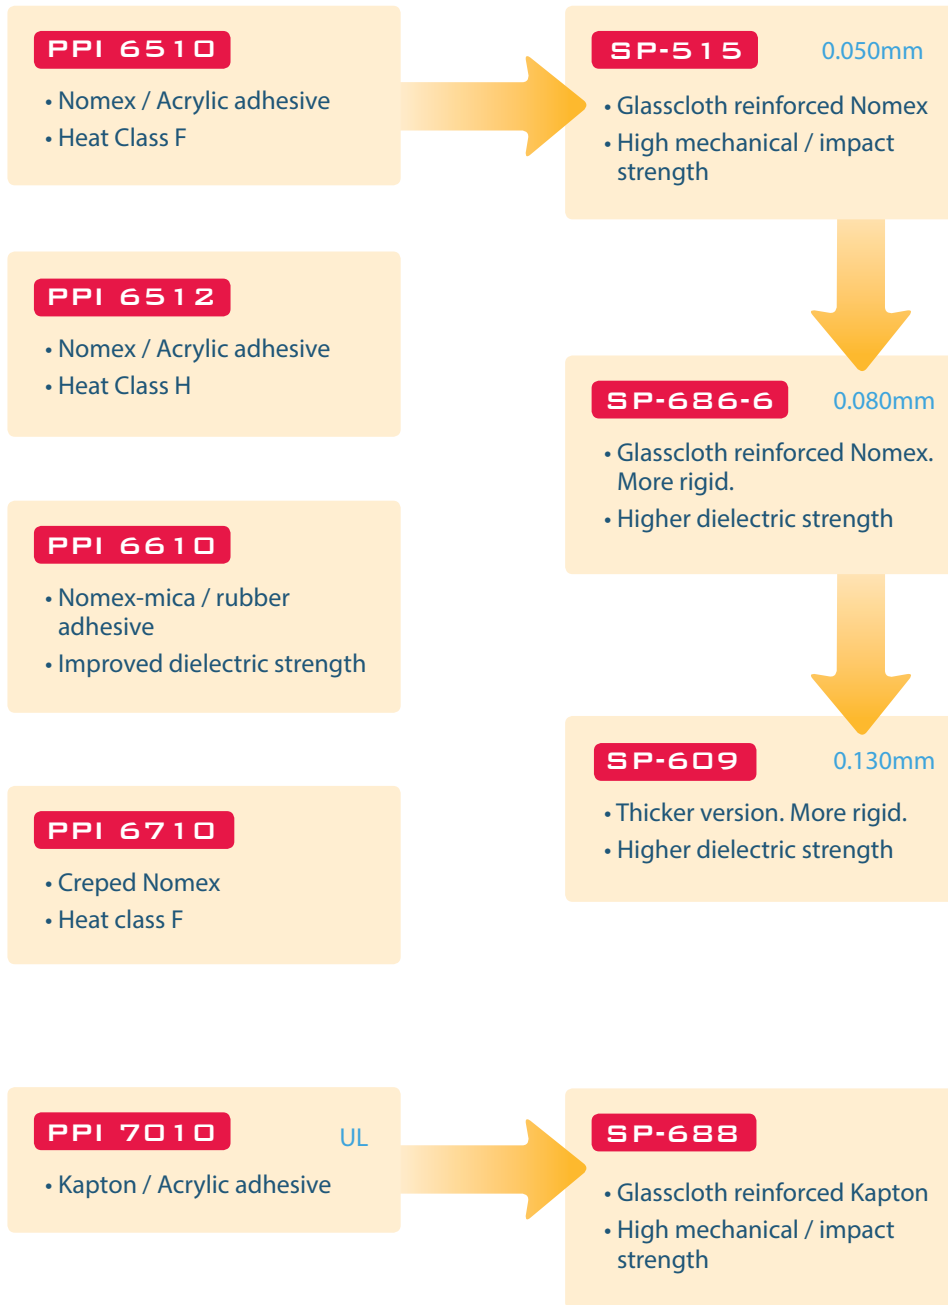 PPI 6510
• Nomex / Acrylic adhesive
• Heat Class F
SP-515 0.050mm
• Glasscloth reinforced Nomex
• High mechanical / impact
strength
PPI 6512
• Nomex / Acrylic adhesive
• Heat Class H
SP-686-6 0.080mm
• Glasscloth reinforced Nomex.
More rigid.
• Higher dielectric strength
PPI 6610
• Nomex-mica / rubber
adhesive
• Improved dielectric strength
SP-609 0.130mm
• Thicker version. More rigid.
• Higher dielectric strength
PPI 6710
• Creped Nomex
• Heat class F
PPI 7010 UL
• Kapton / Acrylic adhesive
SP-688
• Glasscloth reinforced Kapton
• High mechanical / impact
strength